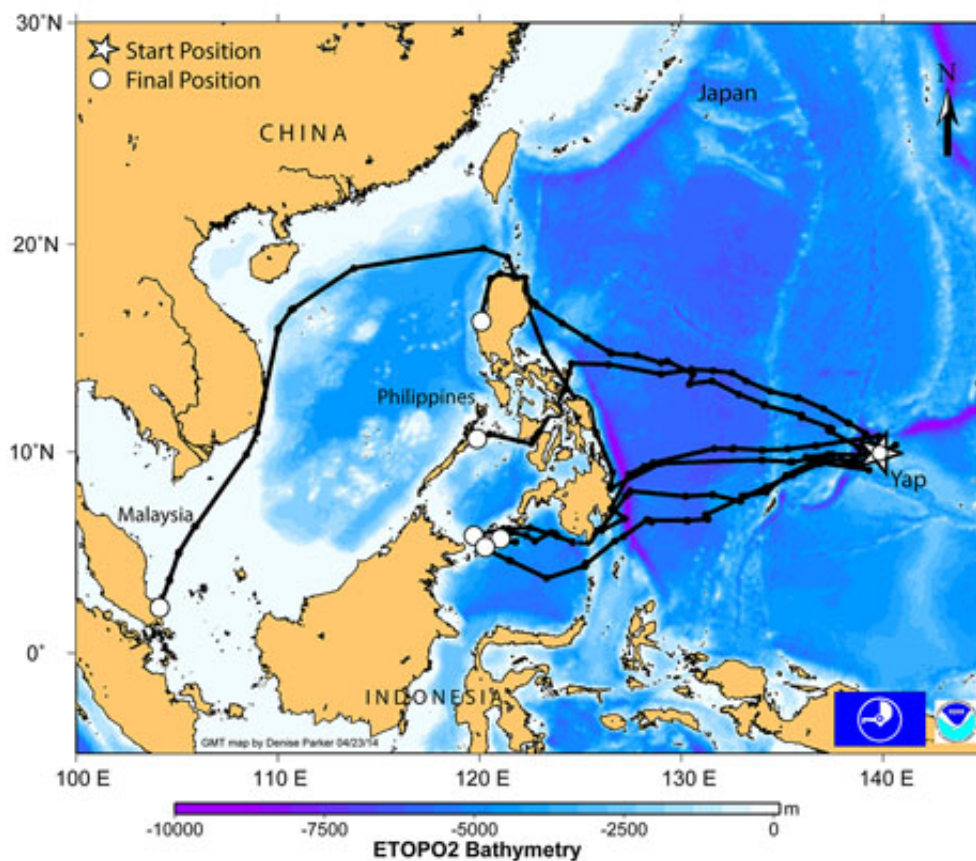 30˚N
20˚N
10˚N
0˚
Start Position
Final Position
CHINA
Japan
N
Philippines
Yap
Malaysia
INDONESIA
GMT map by Denise Parker 04/23/14
100 E
110 E
120 E
130 E
140 E
-10000
-7500
-5000
-2500
0
m
ETOPO2 Bathymetry